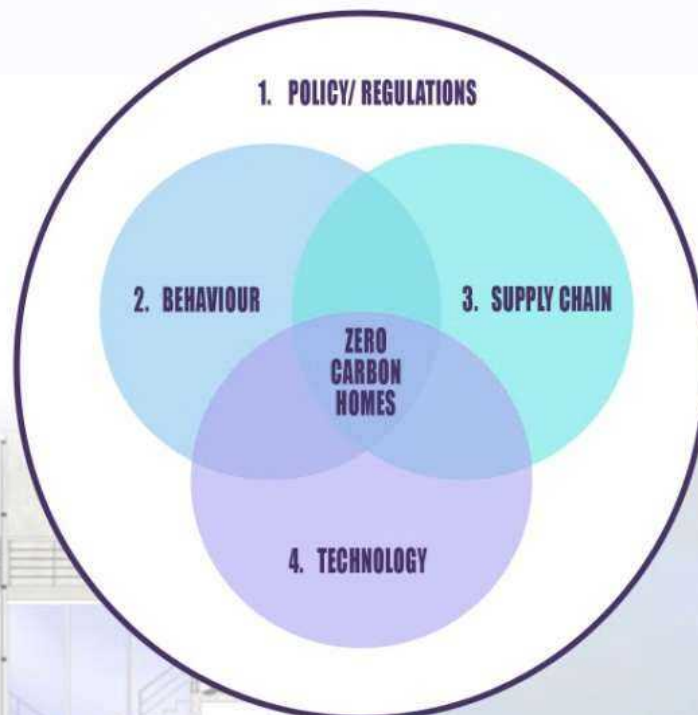 1. POLICY/ REGULATIONS
2. BEHAVIOUR
3. SUPPLY CHAIN
ZERO
CARBON
HOMES
4. TECHNOLOGY